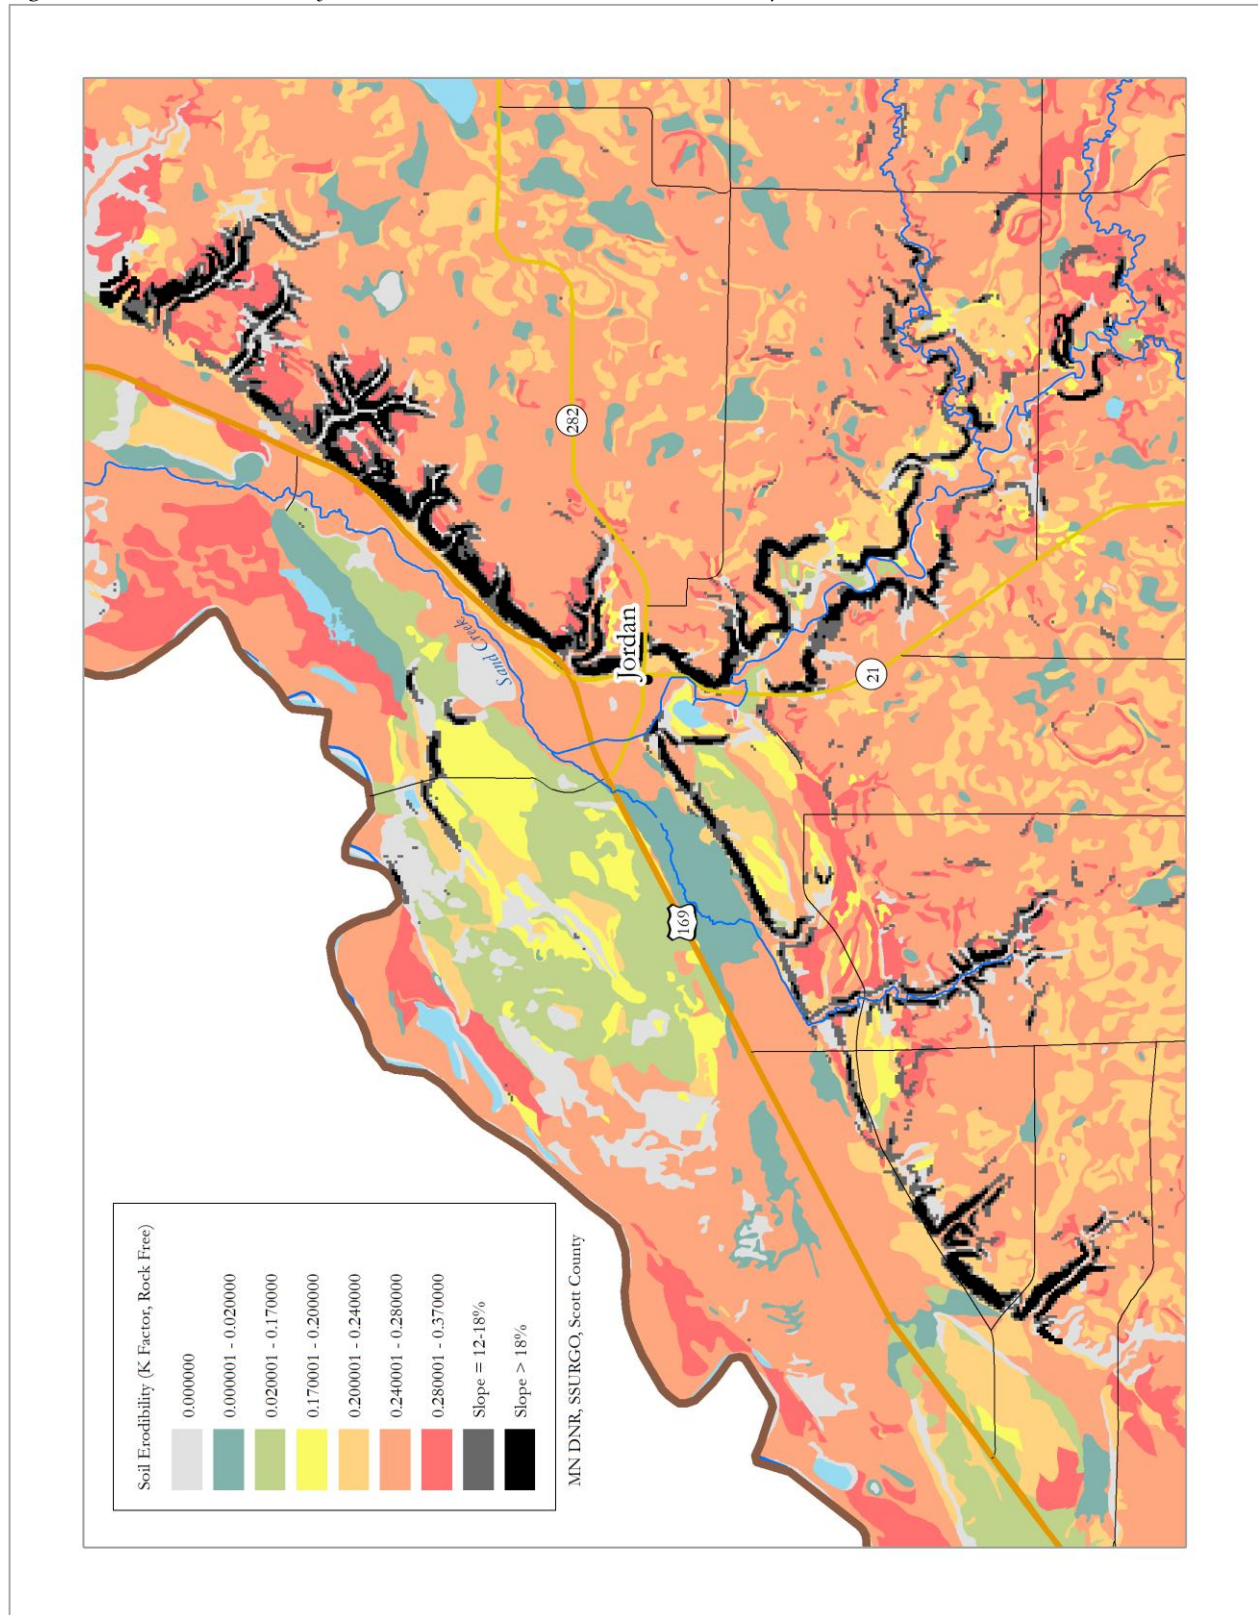 Soil Erodibility (K Factor, Rock Free)
0.000000
0.000001 - 0.020000
0.020001 - 0.170000
0.170001 - 0.200000
0.200001 - 0.240000
0.240001 - 0.280000
0.280001 - 0.370000
Slope = 12-18%
Slope > 18%
MN DNR, SSURGO, Scott County
Sand Creek
Jordan
282
169
21